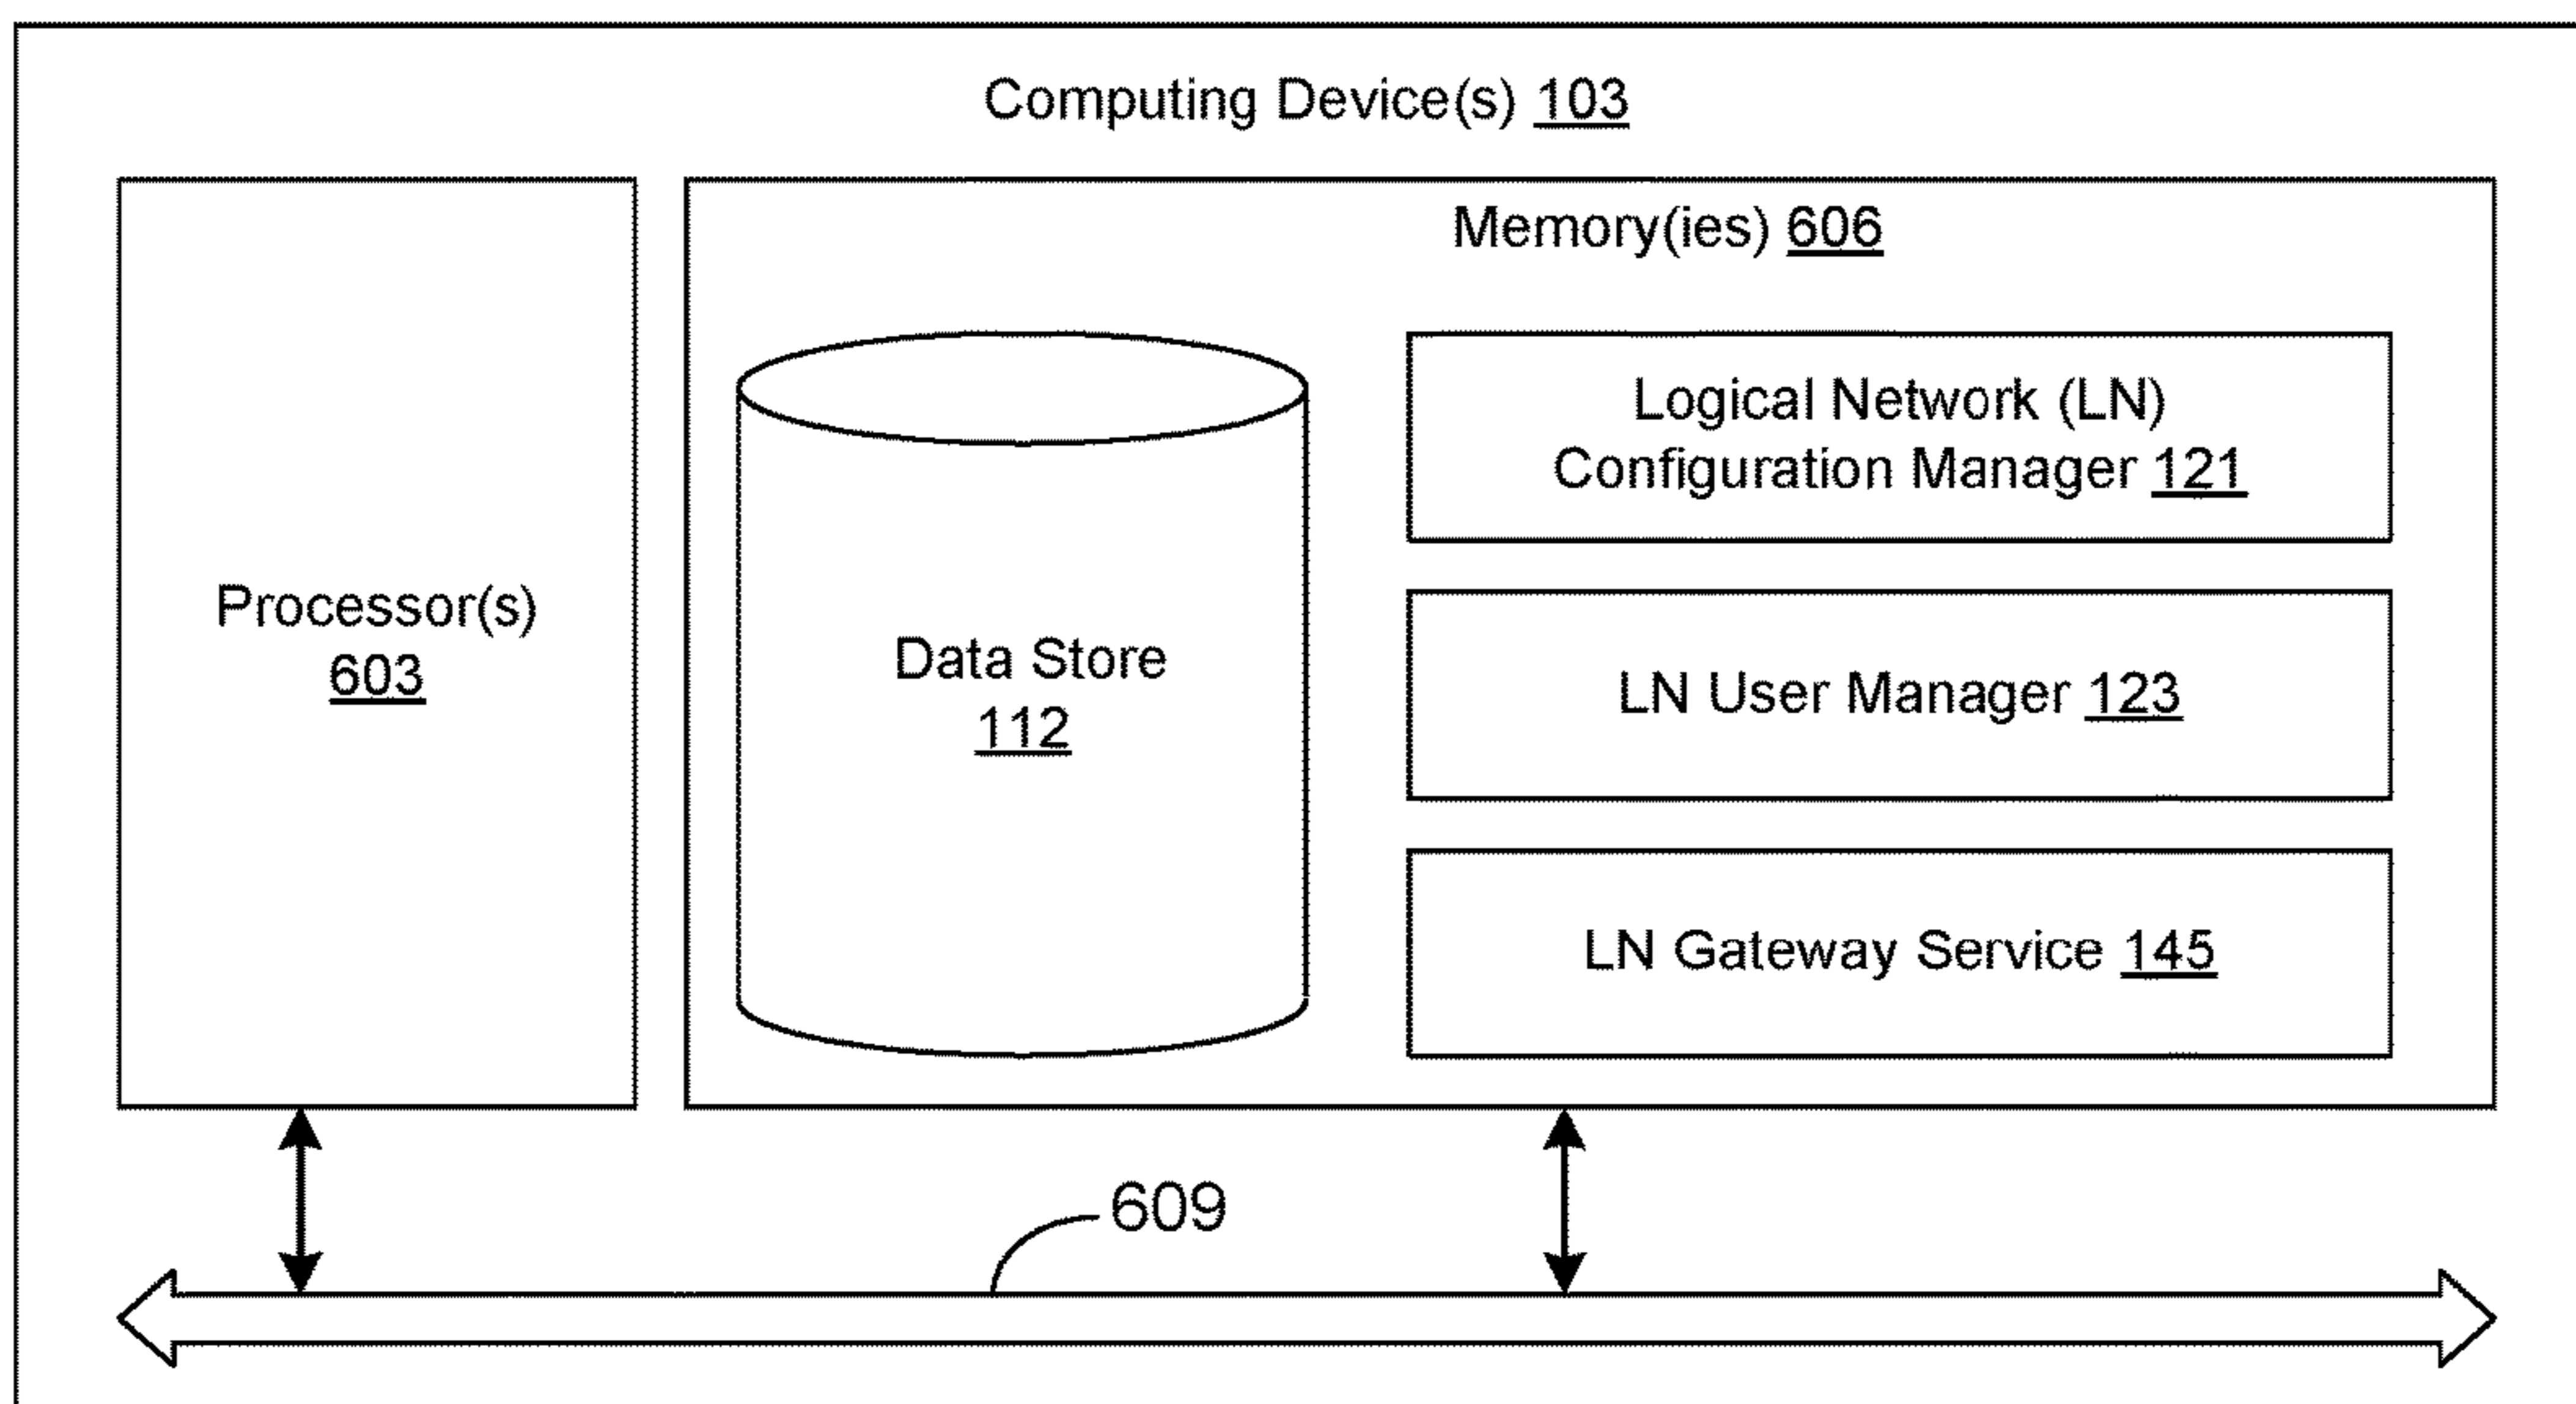 Computing Device(s) 103
Memory(ies) 606
Processor(s)
603
Data Store
112
Logical Network (LN)
Configuration Manager 121
LN User Manager 123
LN Gateway Service 145
609